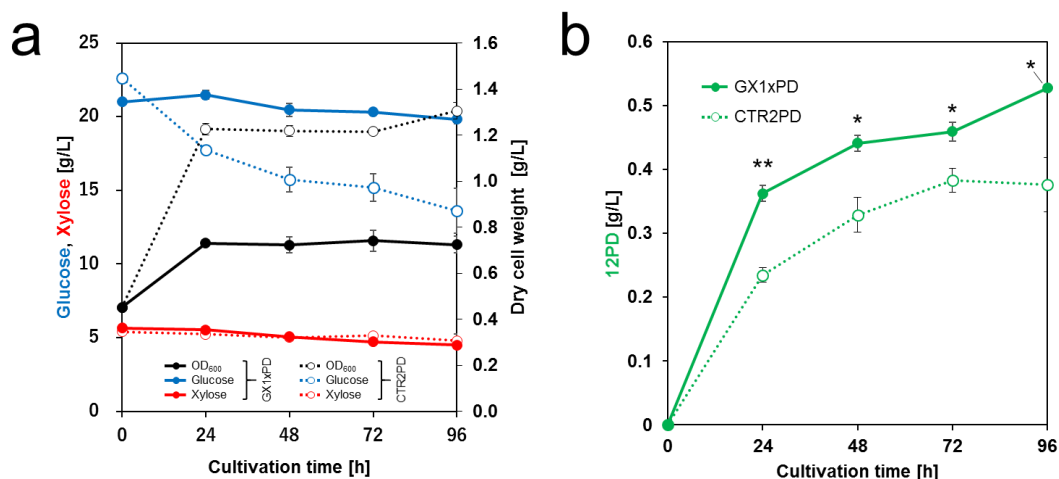 a
25
20
15
10
5
0
Glucose, Xylose [g/L]
1.6
1.4
1.2
1.0
0.8
0.6
0.4
0.2
0.0
Dry cell weight [g/L]
OD600
Glucose
Xylose
GX1xPD
OD600
Glucose
Xylose
CTR2PD
0 24 48 72 96
Cultivation time [h]
b
0.6
0.5
0.4
0.3
0.2
0.1
0
12PD [g/L]
GX1xPD
CTR2PD
**
*
*
*
0 24 48 72 96
Cultivation time [h]